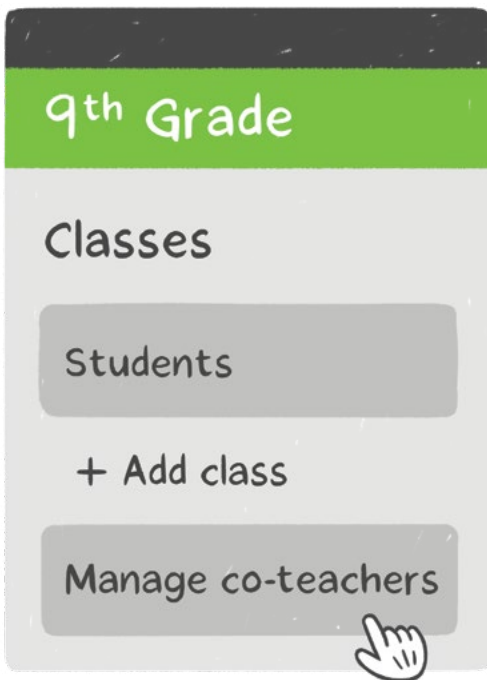 9th Grade
Classes
Students
+ Add class
Manage co-teachers